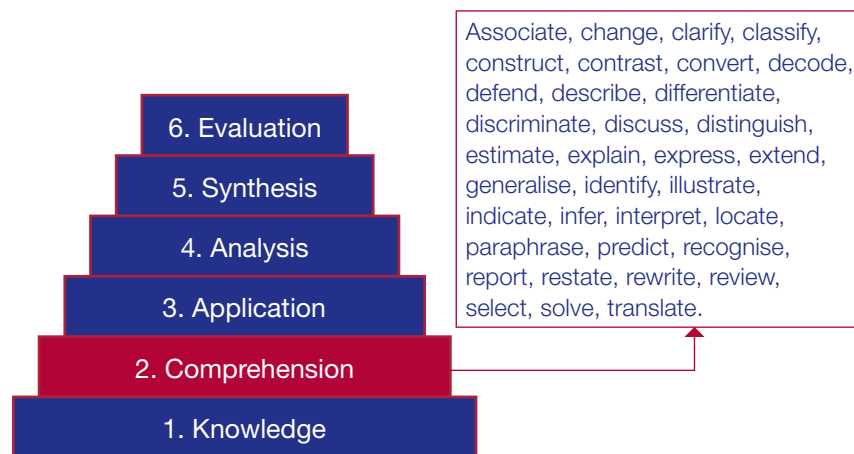 Associate, change, clarify, classify,
construct, contrast, convert, decode,
defend, describe, differentiate,
discriminate, discuss, distinguish,
estimate, explain, express, extend,
generalise, identify, illustrate,
indicate, infer, interpret, locate,
paraphrase, predict, recognise,
report, restate, rewrite, review,
select, solve, translate.
6. Evaluation
5. Synthesis
4. Analysis
3. Application
2. Comprehension
1. Knowledge